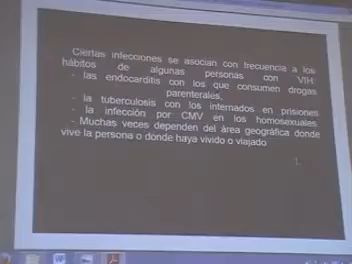 Ciertas infecciones se asocian con frecuencia a los
hábitos de algunas personas con VIH:
- las endocarditis con los que consumen drogas
parenterales,
- la tuberculosis con los internados en prisiones
- la infección por CMV en los homosexuales.
- Muchas veces dependen del área geográfica donde
vive la persona o donde haya vivido o viajado